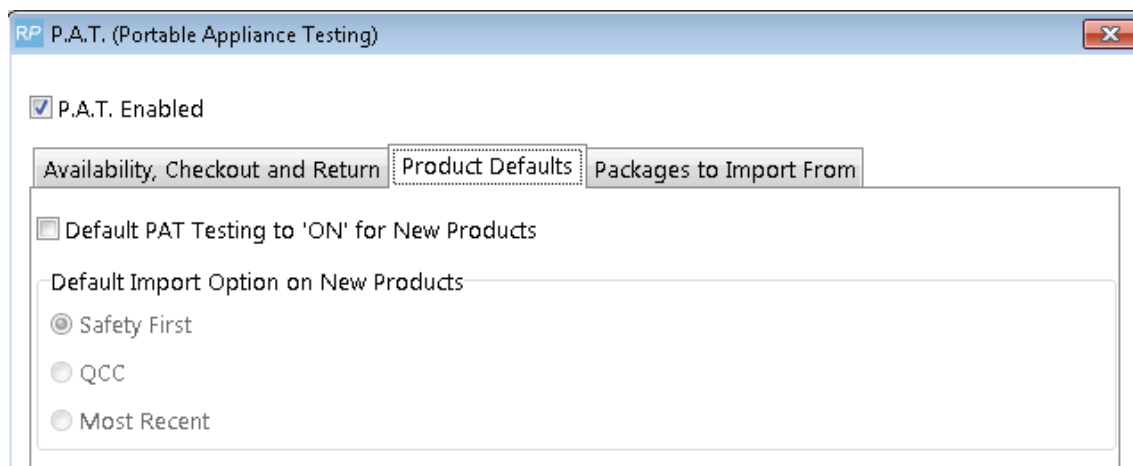 RP P.A.T. (Portable Appliance Testing)
P.A.T. Enabled
Availability, Checkout and Return Product Defaults Packages to Import From
Default PAT Testing to 'ON' for New Products
Default Import Option on New Products
Safety First
QCC
Most Recent